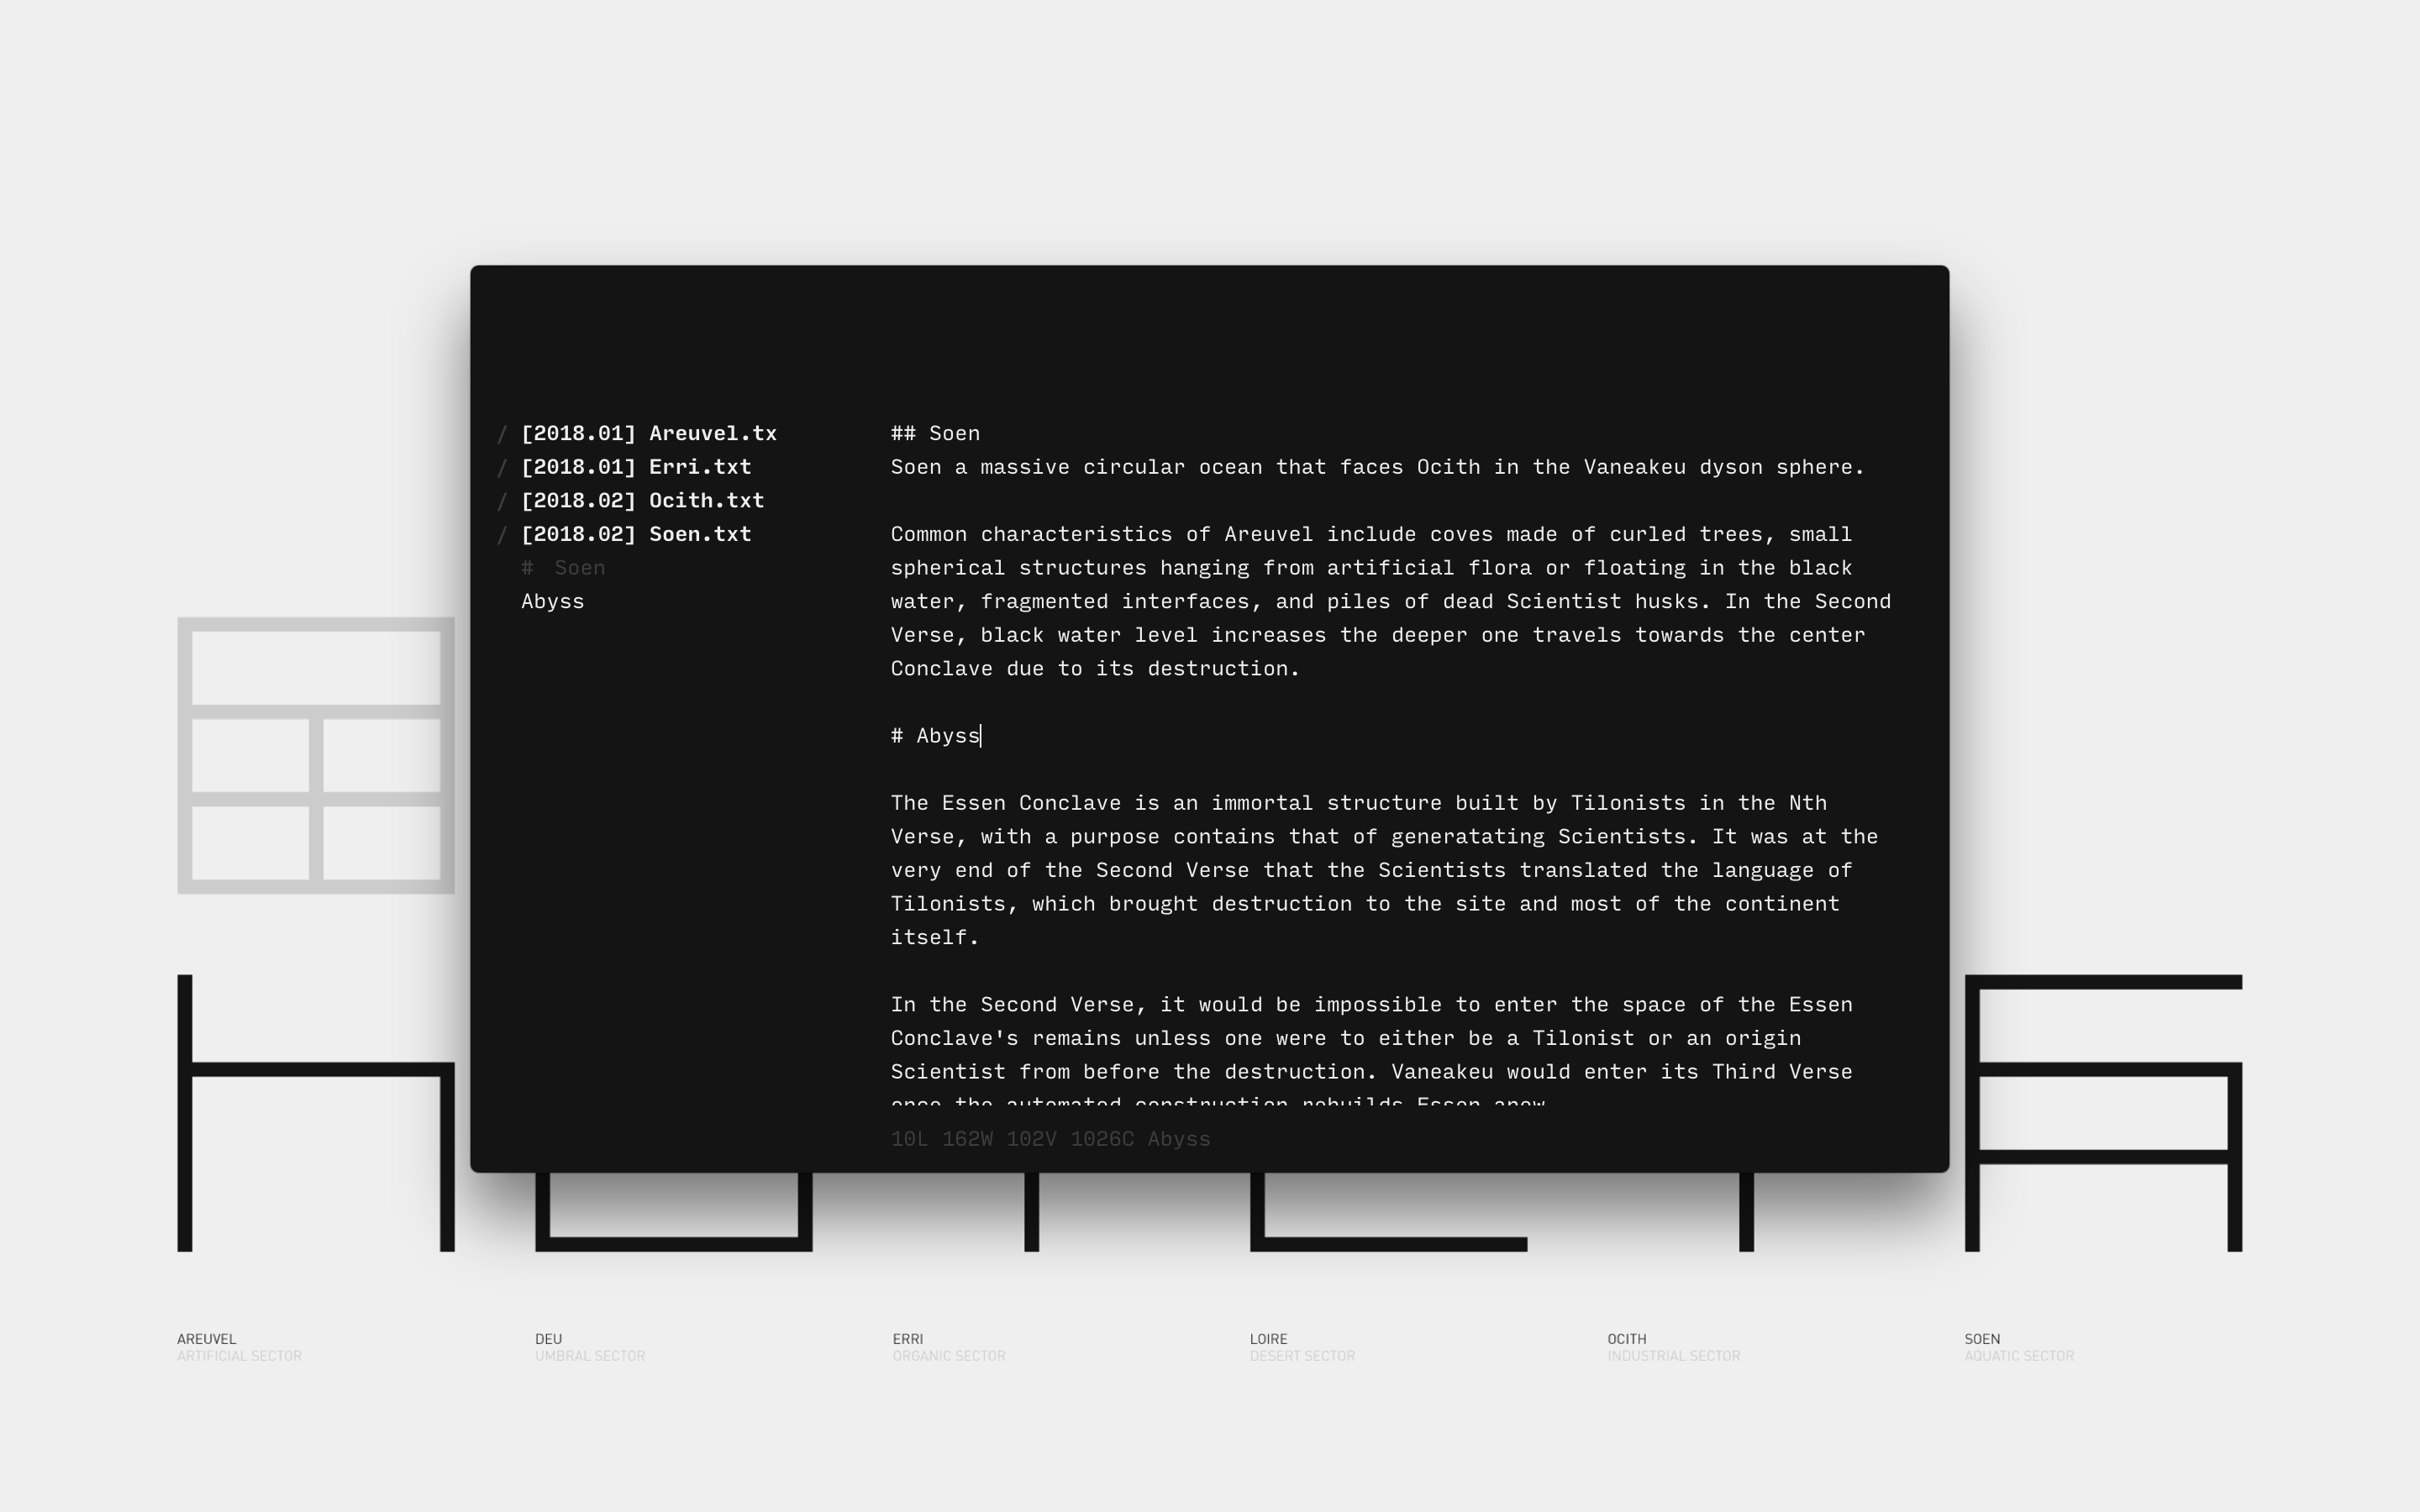 / [2018.01] Areuvel.tx
/ [2018.01] Erri.txt
/ [2018.02] Ocith.txt
/ [2018.02] Soen.txt
# Soen
Abyss
## Soen
Soen a massive circular ocean that faces Ocith in the Vaneakeu dyson sphere.
Common characteristics of Areuvel include coves made of curled trees, small
spherical structures hanging from artificial flora or floating in the black
water, fragmented interfaces, and piles of dead Scientist husks. In the Second
Verse, black water level increases the deeper one travels towards the center
Conclave due to its destruction.
# Abyss
The Essen Conclave is an immortal structure built by Tilonists in the Nth
Verse, with a purpose contains that of generatating Scientists. It was at the
very end of the Second Verse that the Scientists translated the language of
Tilonists, which brought destruction to the site and most of the continent
itself.
In the Second Verse, it would be impossible to enter the space of the Essen
Conclave's remains unless one were to either be a Tilonist or an origin
Scientist from before the destruction. Vaneakeu would enter its Third Verse
once the automated construction rebuilds Essen anew.
10L 162W 102V 1026C Abyss
AREUVEL
ARTIFICIAL SECTOR
DEU
UMBRAL SECTOR
ERRI
ORGANIC SECTOR
LOIRE
DESERT SECTOR
OCITH
INDUSTRIAL SECTOR
SOEN
AQUATIC SECTOR